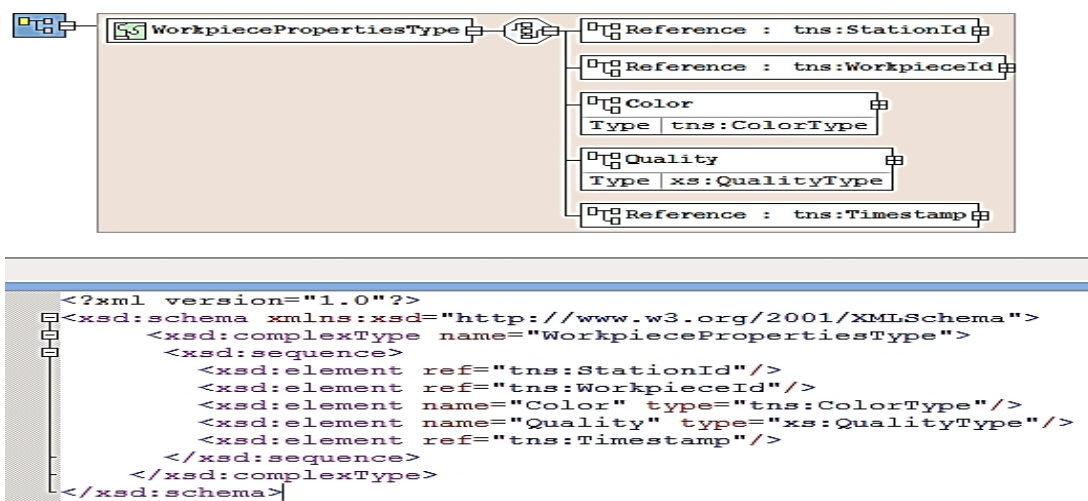 WorkpiecePropertiesType
Reference : tns:StationId
Reference : tns:WorkpieceId
Color
Type tns:ColorType
Quality
Type xs:QualityType
Reference : tns:Timestamp
<?xml version="1.0"?>
<xsd:schema xmlns:xsd="http://www.w3.org/2001/XMLSchema">
<xsd:complexType name="WorkpiecePropertiesType">
<xsd:sequence>
<xsd:element ref="tns:StationId"/>
<xsd:element ref="tns:WorkpieceId"/>
<xsd:element name="Color" type="tns:ColorType"/>
<xsd:element name="Quality" type="xs:QualityType"/>
<xsd:element ref="tns:Timestamp"/>
</xsd:sequence>
</xsd:complexType>
</xsd:schema>